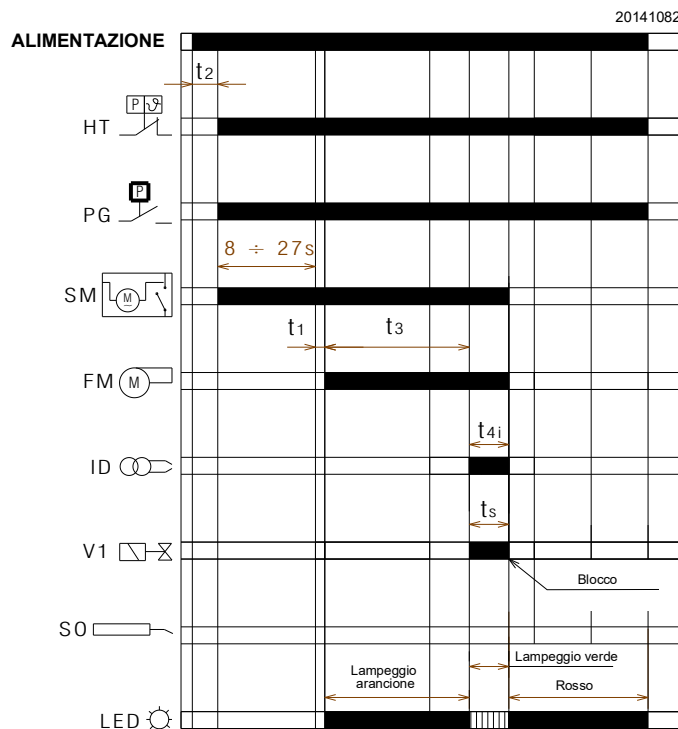 20141082
ALIMENTAZIONE
t2
P ϑ
HT
P
PG
8 ÷ 27s
SM
M
t1
t3
FM
M
t4i
ID
ts
V1
Blocco
SO
Lampeggio verde
Lampeggio
arancione
Rosso
LED